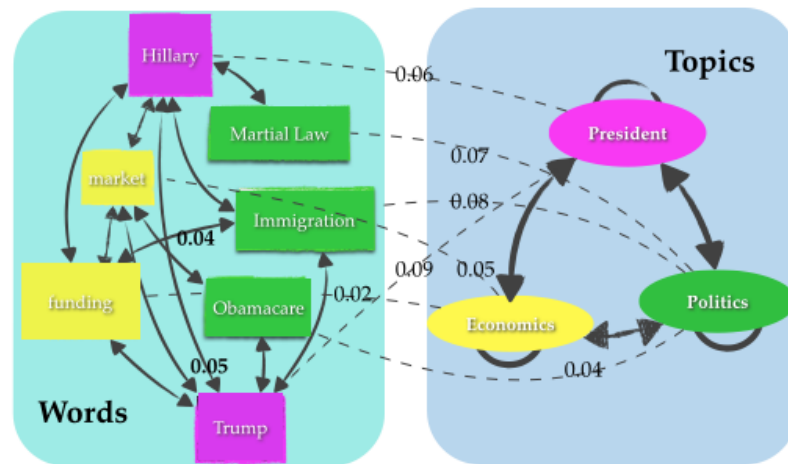 Hillary
Topics
0.06
President
Martial Law
0.07
market
0.08
Immigration
0.04
0.09
0.05
funding
0.02
Obamacare
Politics
Economics
0.05
0.04
Words
Trump